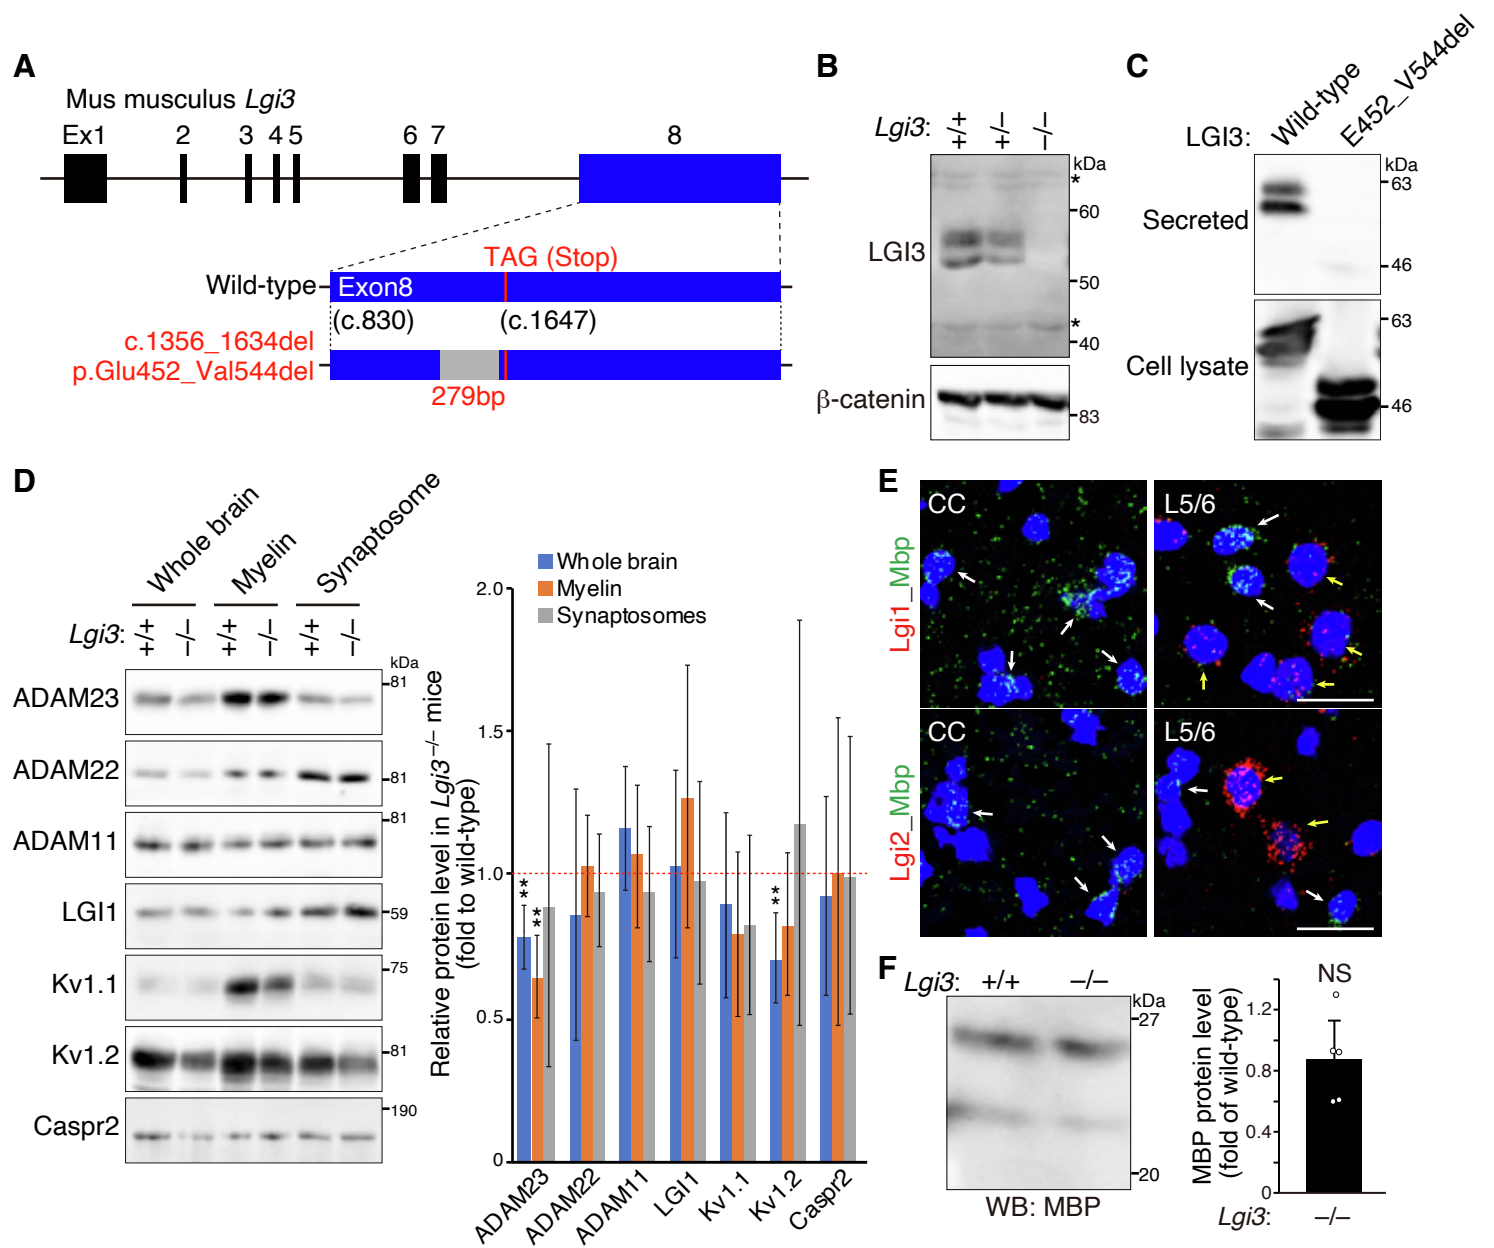 A
Mus musculus Lgi3
Ex1 2 3 4 5 6 7 8
TAG (Stop)
Wild-type
Exon8
(c.830) (c.1647)
c.1356_1634del
p.Glu452_Val544del
279bp
B
Lgi3: +/+ +/– –/–
kDa
*
60
LGI3
50
*
40
β-catenin
83
C
LGI3: Wild-type E452_V544del
kDa
63
Secreted
46
63
Cell lysate
46
D
Whole brain Myelin Synaptosome
Lgi3: +/+ –/– +/+ –/– +/+ –/–
kDa
ADAM23 81
ADAM22 81
ADAM11 81
LGI1 59
Kv1.1 75
Kv1.2 81
Caspr2 190
Whole brain
Myelin
Synaptosomes
Relative protein level in Lgi3–/– mice
(fold to wild-type)
2.0
1.5
1.0
0.5
0
**
**
**
ADAM23 ADAM22 ADAM11 LGI1 Kv1.1 Kv1.2 Caspr2
E
Lgi1_Mbp
CC L5/6
Lgi2_Mbp
CC L5/6
F
Lgi3: +/+ –/–
kDa
27
20
WB: MBP
NS
MBP protein level
(fold of wild-type)
1.2
0.8
0.4
0
Lgi3: –/–